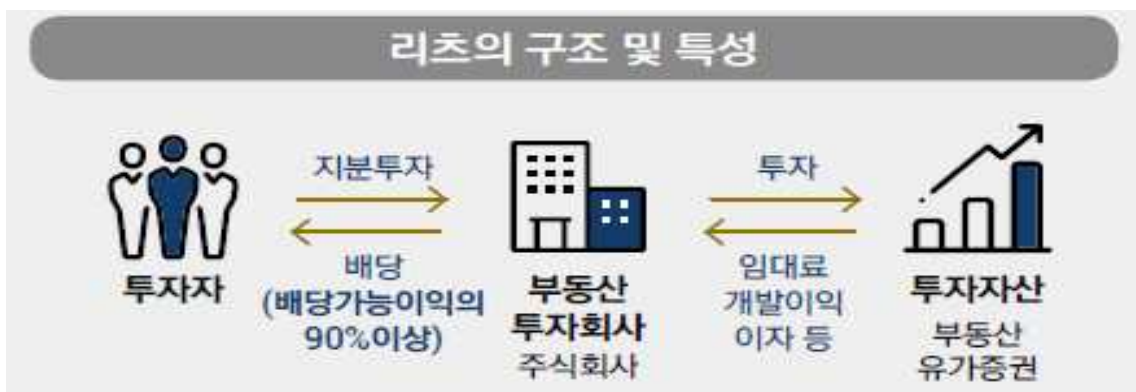 리츠의 구조 및 특성
지분투자
투자
투자자
배당
(배당가능이익의
90%이상)
부동산
투자회사
주식회사
임대료
개발이익
이자 등
투자자산
부동산
유가증권